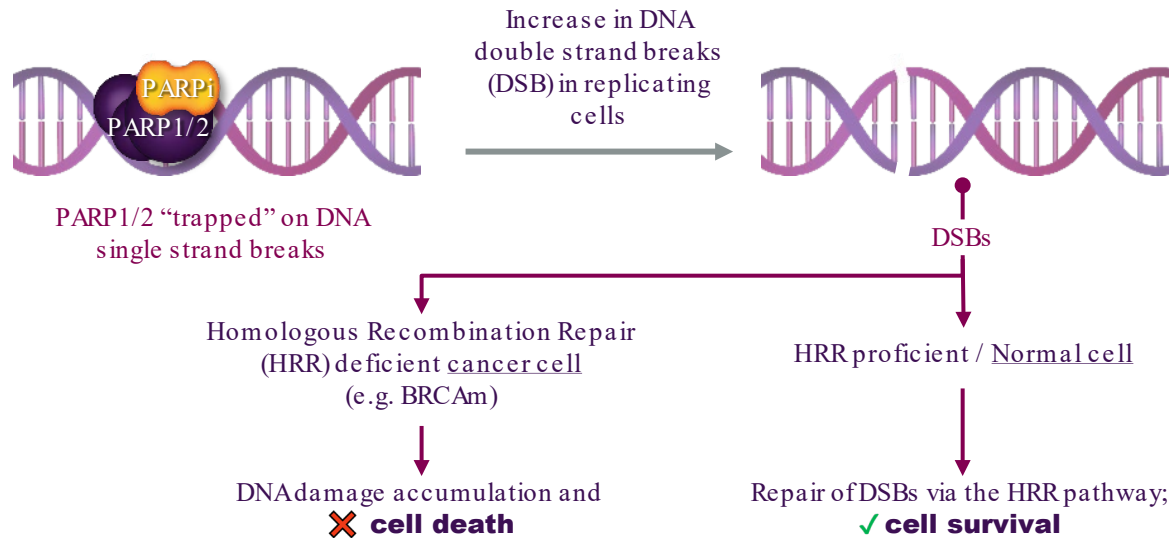 Increase in DNA
double strand breaks
(DSB) in replicating
cells
PARPi
PARP1/2
PARP1/2 “trapped” on DNA
single strand breaks
DSBs
Homologous Recombination Repair
(HRR) deficient cancer cell
(e.g. BRCAm)
HRR proficient / Normal cell
DNA damage accumulation and
cell death
Repair of DSBs via the HRR pathway;
cell survival